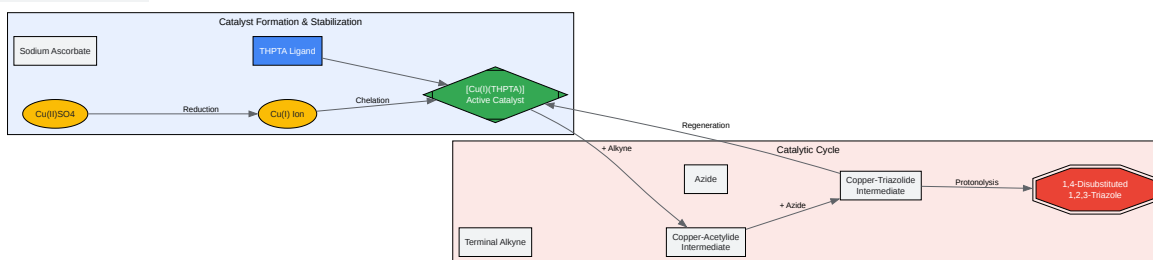 Catalyst Formation & Stabilization
Sodium Ascorbate
THPTA Ligand
[Cu(I)(THPTA)]
Active Catalyst
Cu(II)SO4
Reduction
Cu(I) Ion
Chelation
Regeneration
+ Alkyne
Catalytic Cycle
Azide
Copper-Triazolide
Intermediate
Protonolysis
1,4-Disubstituted
1,2,3-Triazole
+ Azide
Terminal Alkyne
Copper-Acetylide
Intermediate